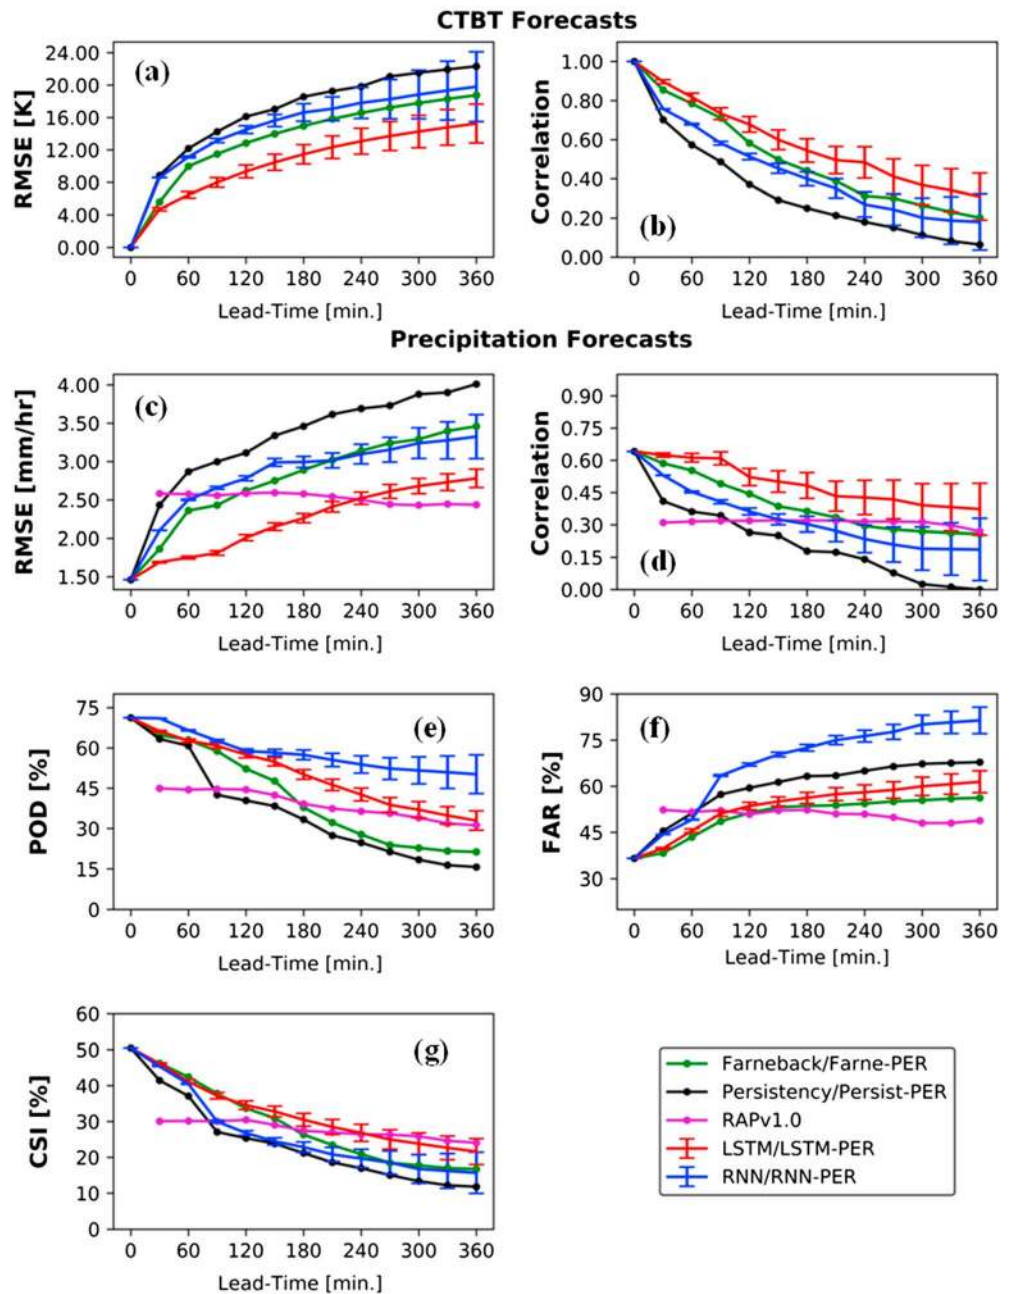 CTBT Forecasts
(a)
RMSE [K]
24.00
20.00
16.00
12.00
8.00
4.00
0.00
0 60 120 180 240 300 360
Lead-Time [min.]
(b)
Correlation
1.00
0.80
0.60
0.40
0.20
0.00
0 60 120 180 240 300 360
Lead-Time [min.]
Precipitation Forecasts
(c)
RMSE [mm/hr]
4.00
3.50
3.00
2.50
2.00
1.50
0 60 120 180 240 300 360
Lead-Time [min.]
(d)
Correlation
0.90
0.75
0.60
0.45
0.30
0.15
0.00
0 60 120 180 240 300 360
Lead-Time [min.]
(e)
POD [%]
75
60
45
30
15
0
0 60 120 180 240 300 360
Lead-Time [min.]
(f)
FAR [%]
90
75
60
45
30
0 60 120 180 240 300 360
Lead-Time [min.]
(g)
CSI [%]
60
50
40
30
20
10
0
0 60 120 180 240 300 360
Lead-Time [min.]
Farneback/Farne-PER
Persistency/Persist-PER
RAPv1.0
LSTM/LSTM-PER
RNN/RNN-PER